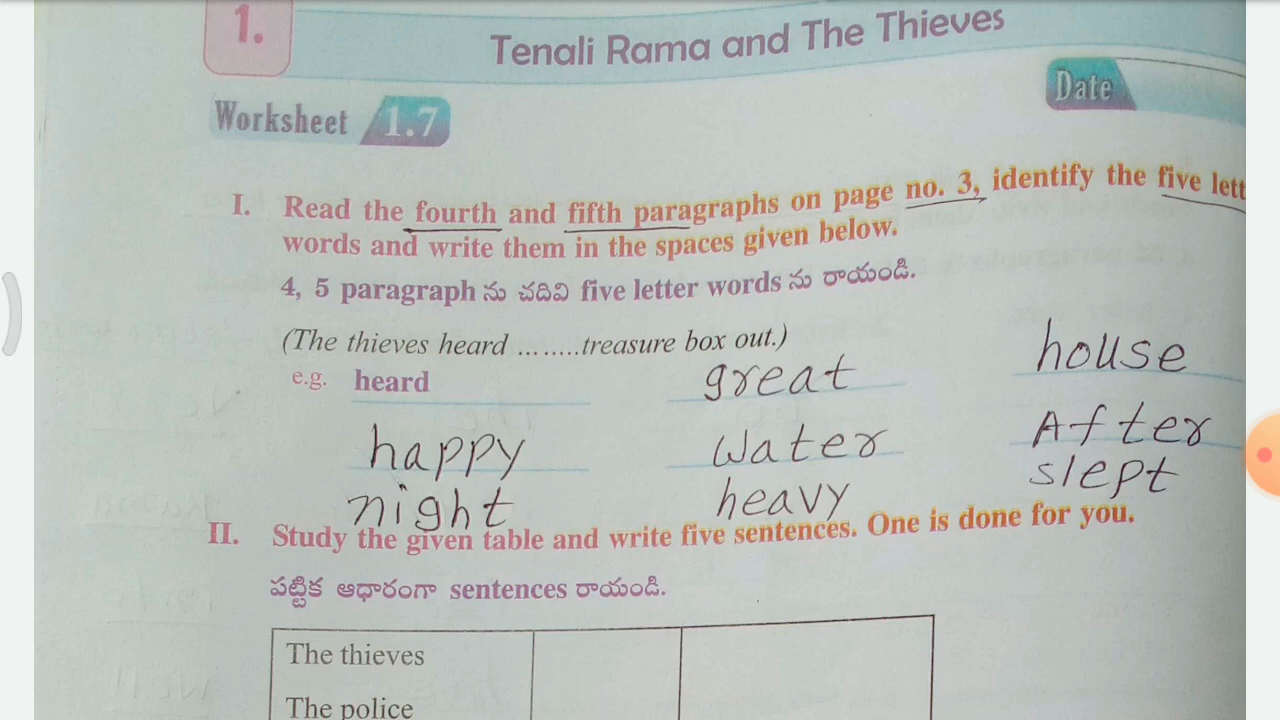 1.
Tenali Rama and The Thieves
Worksheet 1.7
Date
I. Read the fourth and fifth paragraphs on page no. 3, identify the five lett
words and write them in the spaces given below.
4, 5 paragraph ను చదివి five letter words ను రాయండి.
(The thieves heard ........treasure box out.)
e.g. heard great house
happy water After
night heavy slept
II. Study the given table and write five sentences. One is done for you.
పట్టిక ఆధారంగా sentences రాయండి.
The thieves
The police